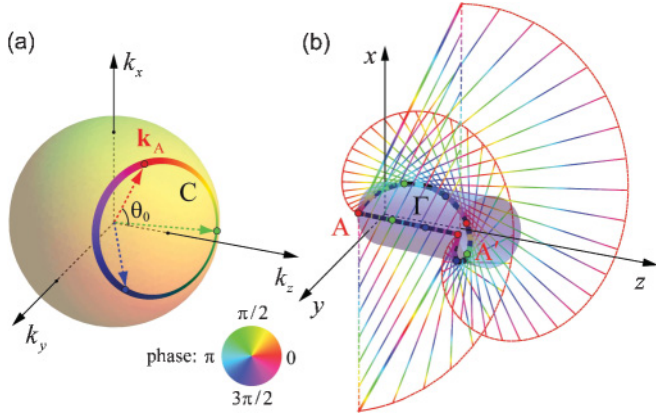 (a)
k_x
k_A
C
θ_0
k_z
k_y
π/2
phase: π 0
3π/2
(b)
x
Γ
A
A'
y
z